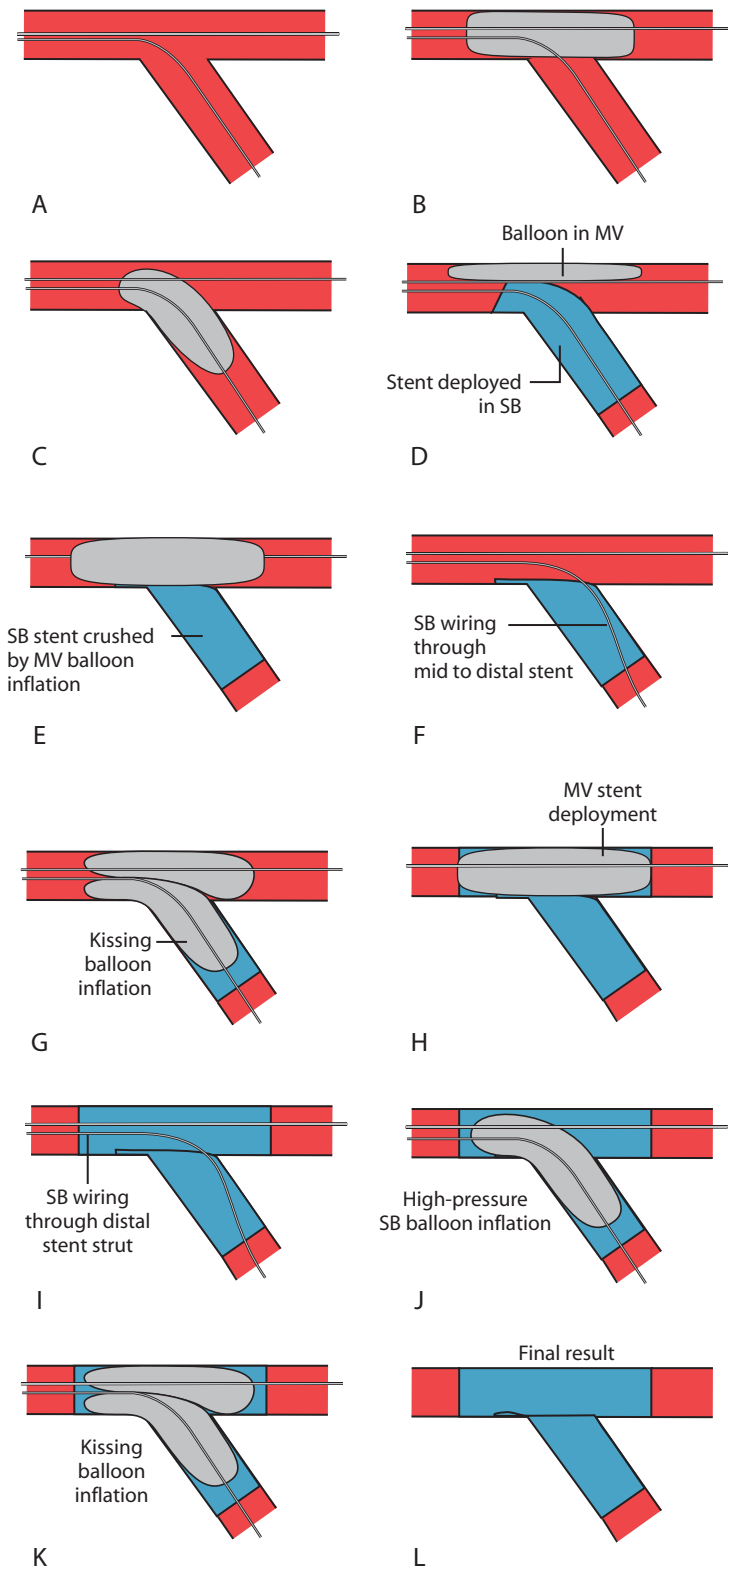 A
B
C
Balloon in MV
Stent deployed
in SB
D
SB stent crushed
by MV balloon
inflation
E
SB wiring
through
mid to distal stent
F
Kissing
balloon
inflation
G
MV stent
deployment
H
SB wiring
through distal
stent strut
I
High-pressure
SB balloon inflation
J
Kissing
balloon
inflation
K
Final result
L